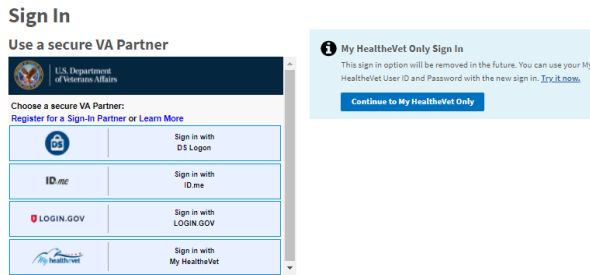 Sign In
Use a secure VA Partner
U.S. Department
of Veterans Affairs
Choose a secure VA Partner:
Register for a Sign-In Partner or Learn More
DS
Sign in with
DS Logon
ID.me
Sign in with
ID.me
LOGIN.GOV
Sign in with
LOGIN.GOV
My healthevet
Sign in with
My HealtheVet
My HealtheVet Only Sign In
This sign in option will be removed in the future. You can use your My
HealtheVet User ID and Password with the new sign in. Try it now.
Continue to My HealtheVet Only